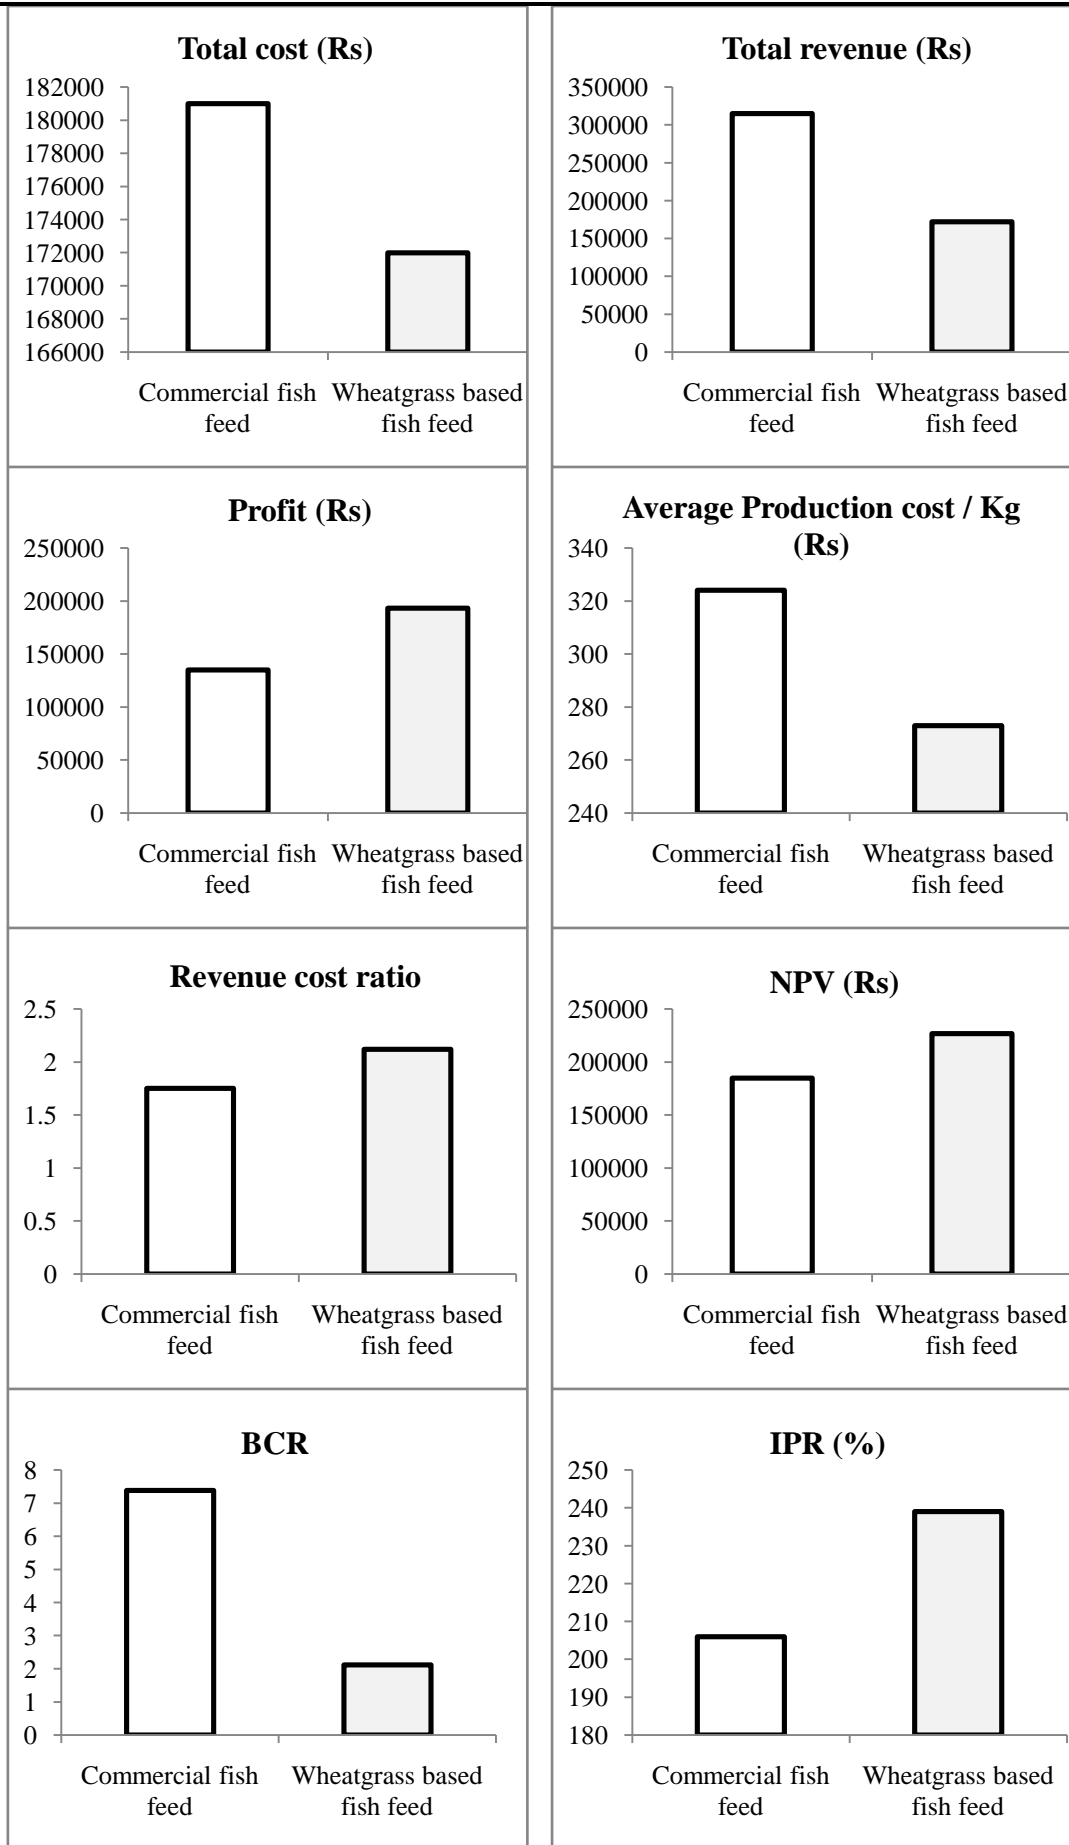 Total cost (Rs)
182000
180000
178000
176000
174000
172000
170000
168000
166000
Commercial fish feed
Wheatgrass based fish feed
Total revenue (Rs)
350000
300000
250000
200000
150000
100000
50000
0
Commercial fish feed
Wheatgrass based fish feed
Profit (Rs)
250000
200000
150000
100000
50000
0
Commercial fish feed
Wheatgrass based fish feed
Average Production cost / Kg
(Rs)
340
320
300
280
260
240
Commercial fish feed
Wheatgrass based fish feed
Revenue cost ratio
2.5
2
1.5
1
0.5
0
Commercial fish feed
Wheatgrass based fish feed
NPV (Rs)
250000
200000
150000
100000
50000
0
Commercial fish feed
Wheatgrass based fish feed
BCR
8
7
6
5
4
3
2
1
0
Commercial fish feed
Wheatgrass based fish feed
IPR (%)
250
240
230
220
210
200
190
180
Commercial fish feed
Wheatgrass based fish feed